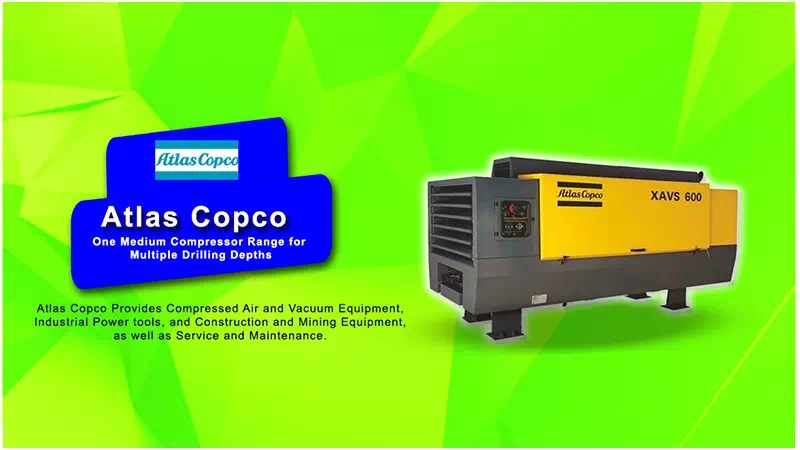 Atlas Copco
Atlas Copco
One Medium Compressor Range for
Multiple Drilling Depths
Atlas Copco Provides Compressed Air and Vacuum Equipment,
Industrial Power tools, and Construction and Mining Equipment,
as well as Service and Maintenance.
Atlas Copco
XAVS 600